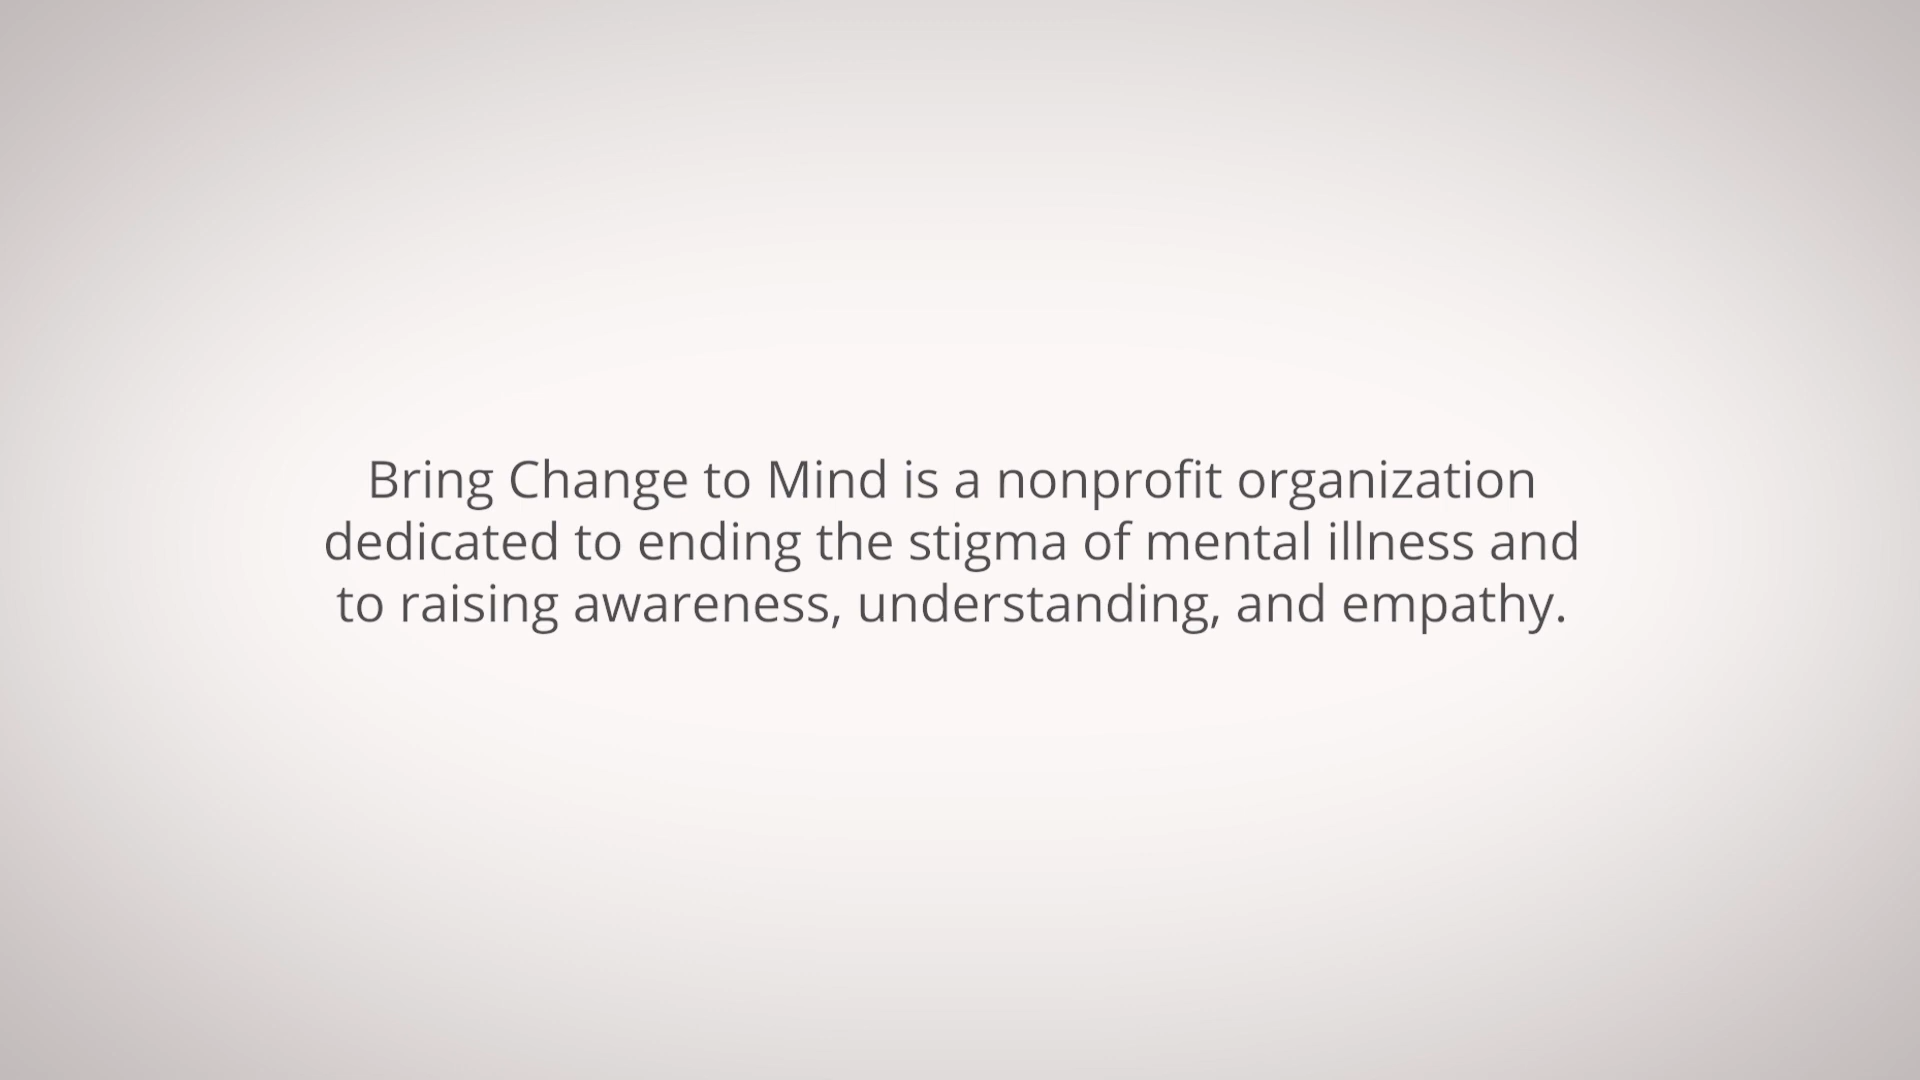 Bring Change to Mind is a nonprofit organization
dedicated to ending the stigma of mental illness and
to raising awareness, understanding, and empathy.